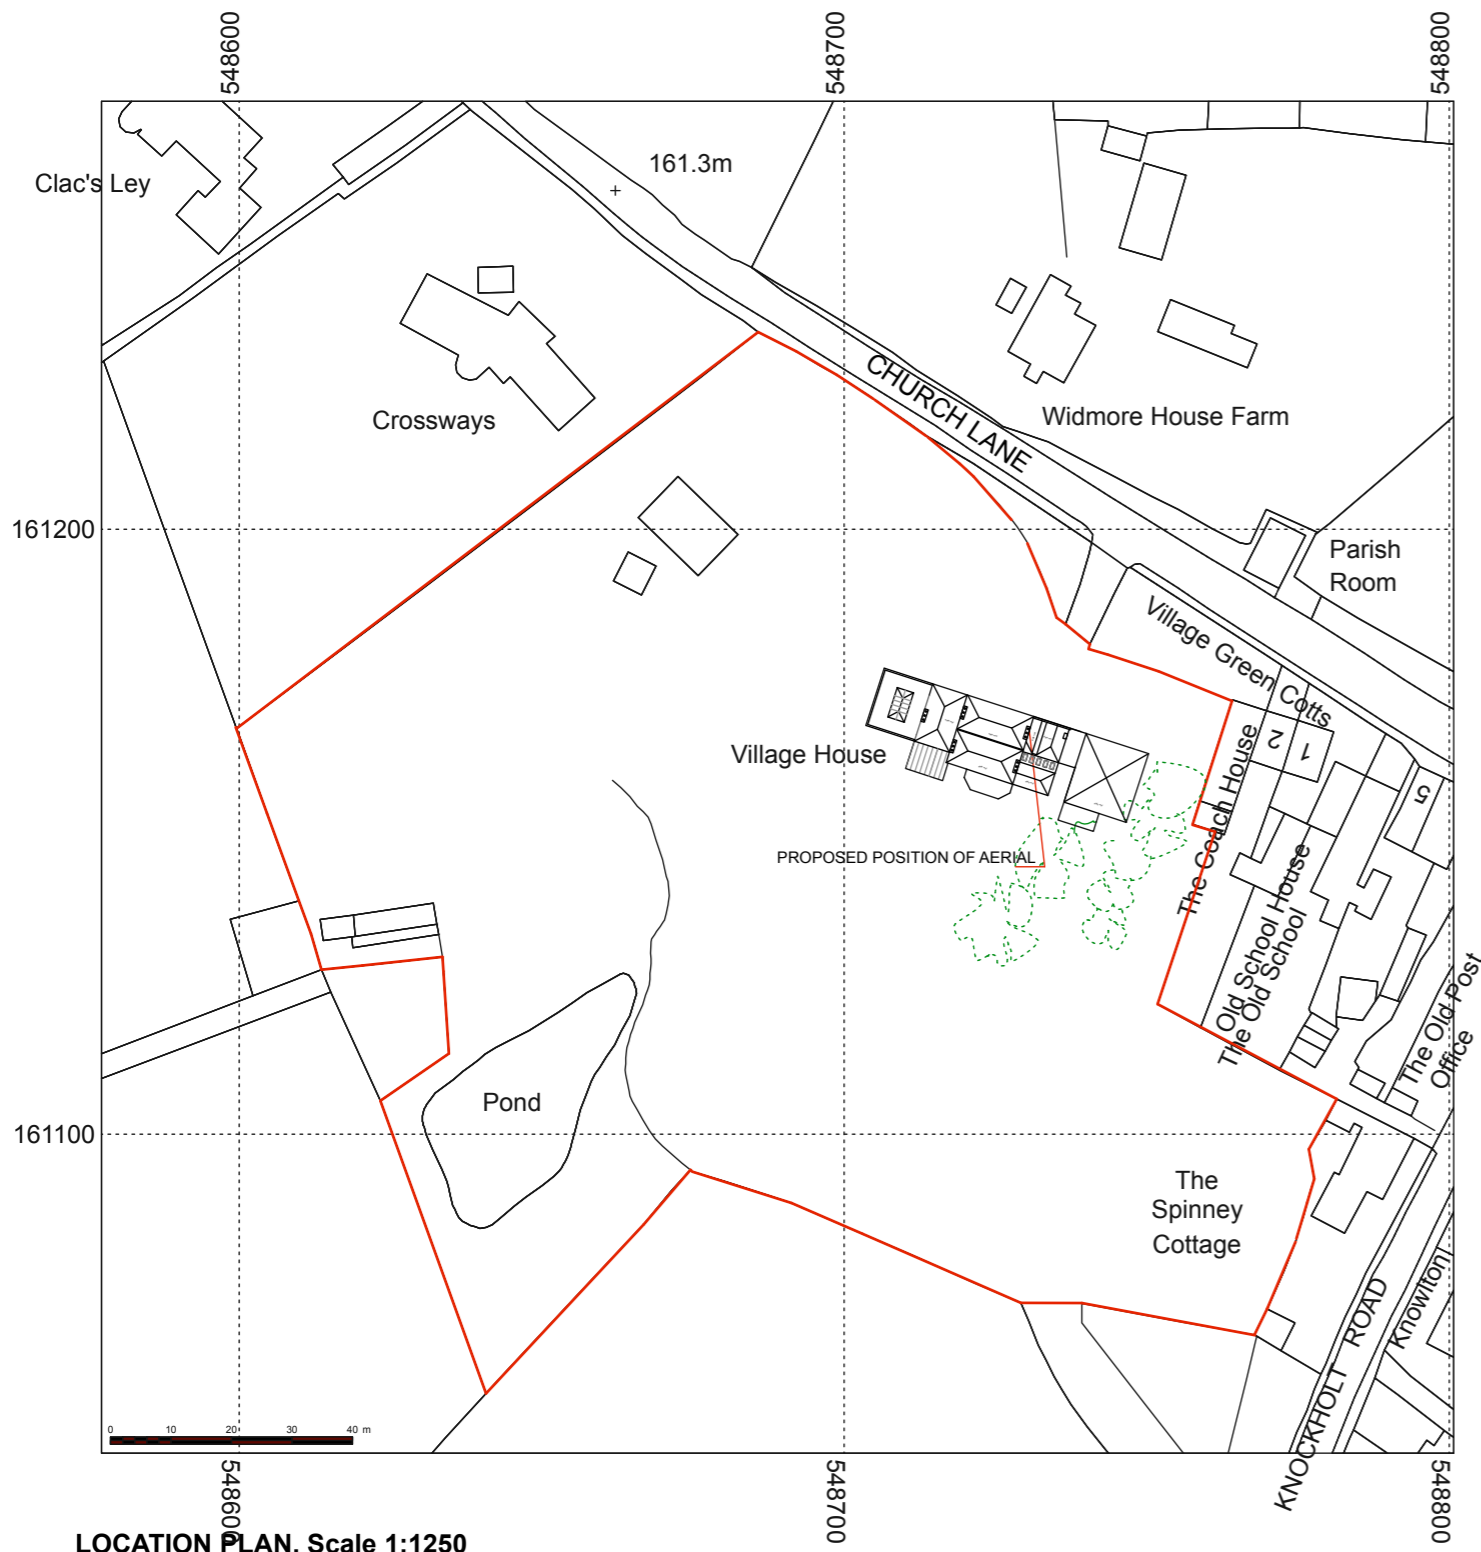 548600
548700
548800
161.3m
Clac's Ley
CHURCH LANE
Widmore House Farm
Crossways
161200
Parish
Room
Village Green Cotts
2
1
5
Village House
The Coach House
PROPOSED POSITION OF AERIAL
Old School House
The Old School
The Old Post
Office
Pond
161100
The
Spinney
Cottage
KNOCKHOLT ROAD
Knowlton
0 10 20 30 40 m
548600
548700
548800
LOCATION PLAN. Scale 1:1250